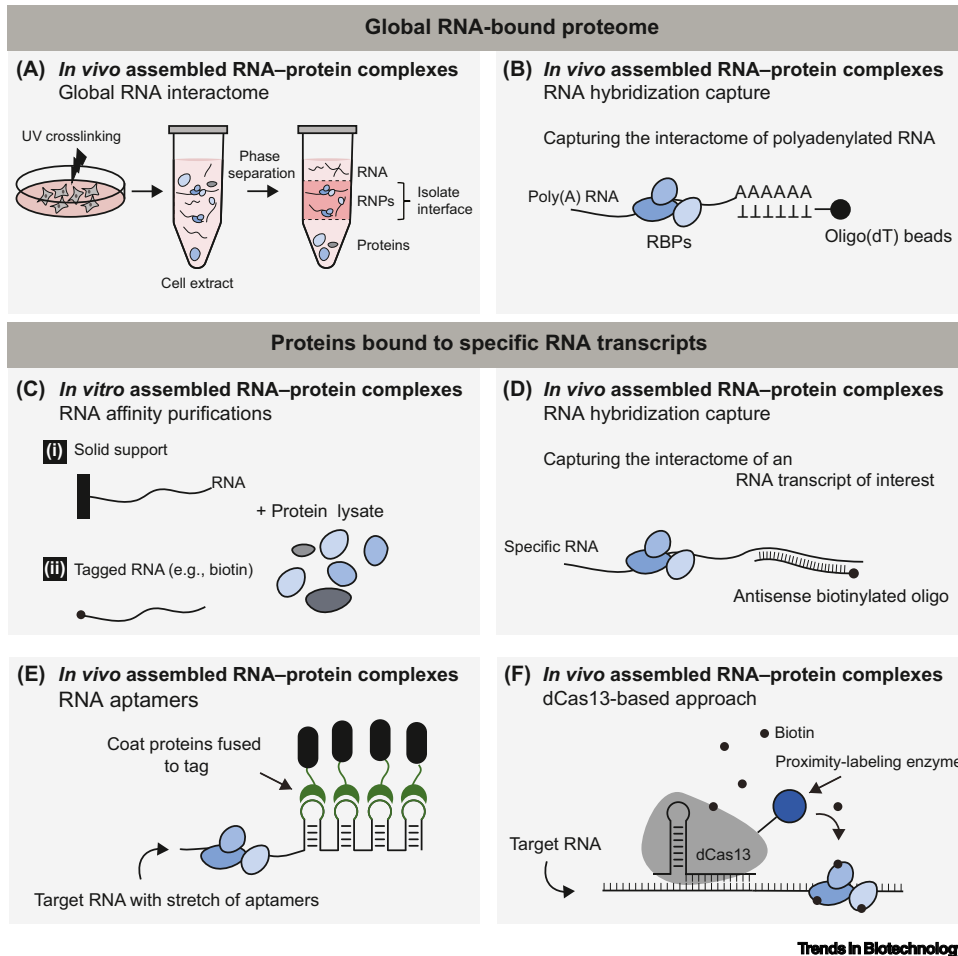 Global RNA-bound proteome
(A) In vivo assembled RNA–protein complexes
Global RNA interactome
UV crosslinking
Phase
separation
RNA
RNPs
Isolate
interface
Proteins
Cell extract
(B) In vivo assembled RNA–protein complexes
RNA hybridization capture
Capturing the interactome of polyadenylated RNA
Poly(A) RNA
AAAAAA
TTTTTT
RBPs
Oligo(dT) beads
Proteins bound to specific RNA transcripts
(C) In vitro assembled RNA–protein complexes
RNA affinity purifications
(i) Solid support
RNA
+ Protein lysate
(ii) Tagged RNA (e.g., biotin)
(D) In vivo assembled RNA–protein complexes
RNA hybridization capture
Capturing the interactome of an
RNA transcript of interest
Specific RNA
Antisense biotinylated oligo
(E) In vivo assembled RNA–protein complexes
RNA aptamers
Coat proteins fused
to tag
Target RNA with stretch of aptamers
(F) In vivo assembled RNA–protein complexes
dCas13-based approach
Biotin
Proximity-labeling enzyme
Target RNA
dCas13
Trends in Biotechnology